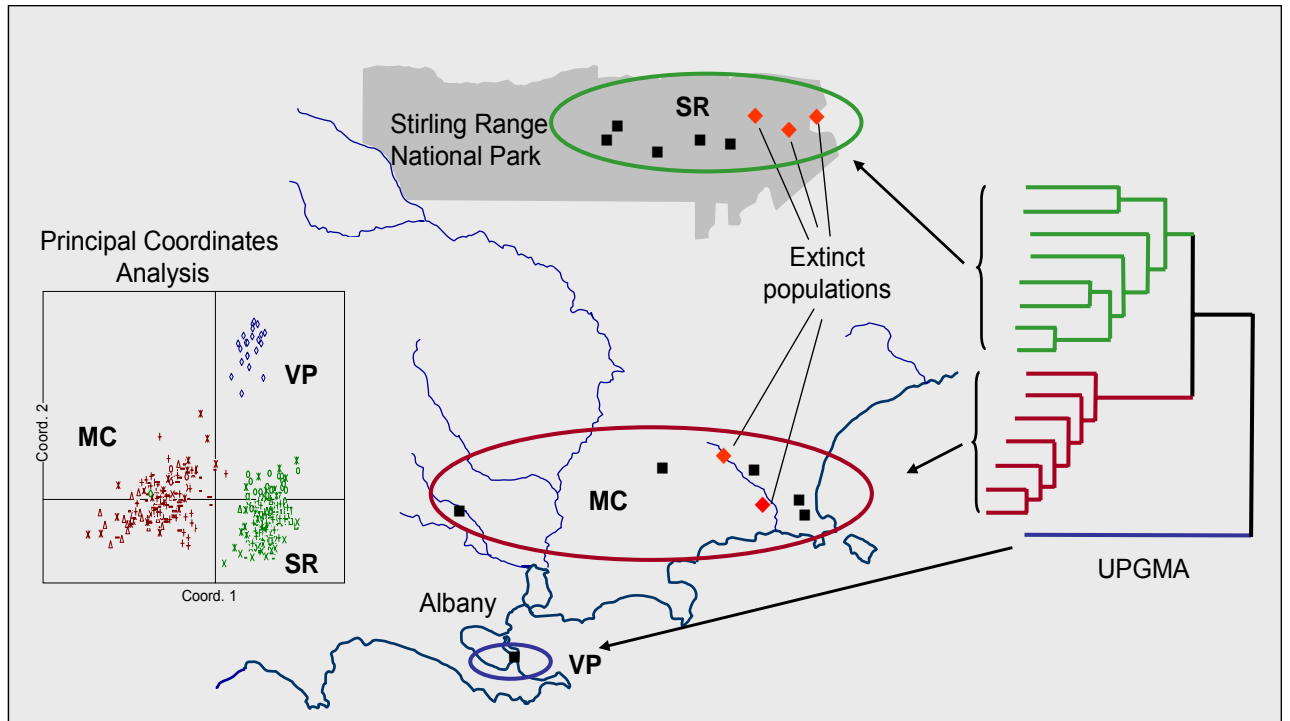 SR
Stirling Range
National Park
Principal Coordinates
Analysis
Extinct
populations
VP
MC
Coord. 2
SR
Coord. 1
MC
UPGMA
Albany
VP